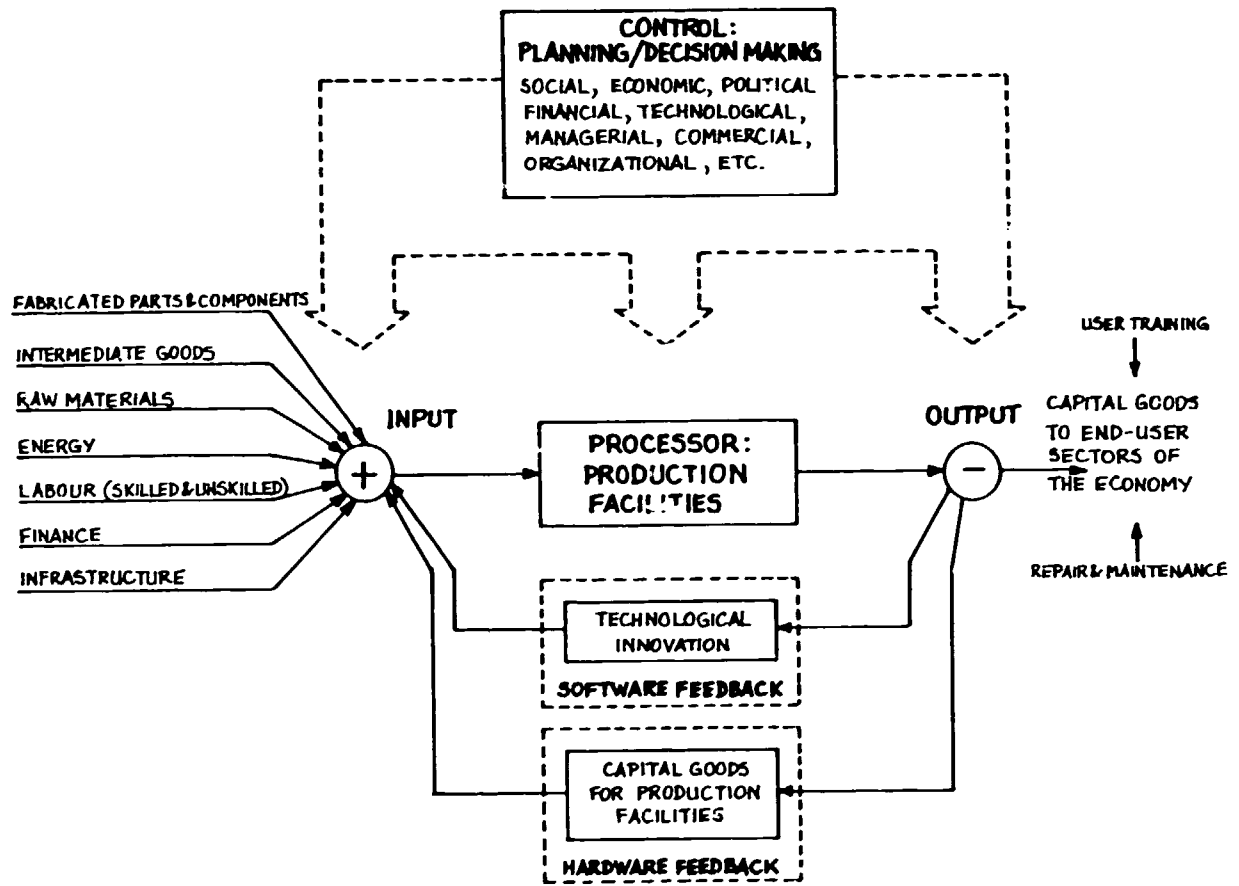 CONTROL:
PLANNING/DECISION MAKING
SOCIAL, ECONOMIC, POLITICAL
FINANCIAL, TECHNOLOGICAL,
MANAGERIAL, COMMERCIAL,
ORGANIZATIONAL, ETC.
FABRICATED PARTS & COMPONENTS
INTERMEDIATE GOODS
RAW MATERIALS
ENERGY
LABOUR (SKILLED & UNSKILLED)
FINANCE
INFRASTRUCTURE
INPUT
+
PROCESSOR:
PRODUCTION
FACILITIES
OUTPUT
−
USER TRAINING
CAPITAL GOODS
TO END-USER
SECTORS OF
THE ECONOMY
REPAIR & MAINTENANCE
TECHNOLOGICAL
INNOVATION
SOFTWARE FEEDBACK
CAPITAL GOODS
FOR PRODUCTION
FACILITIES
HARDWARE FEEDBACK